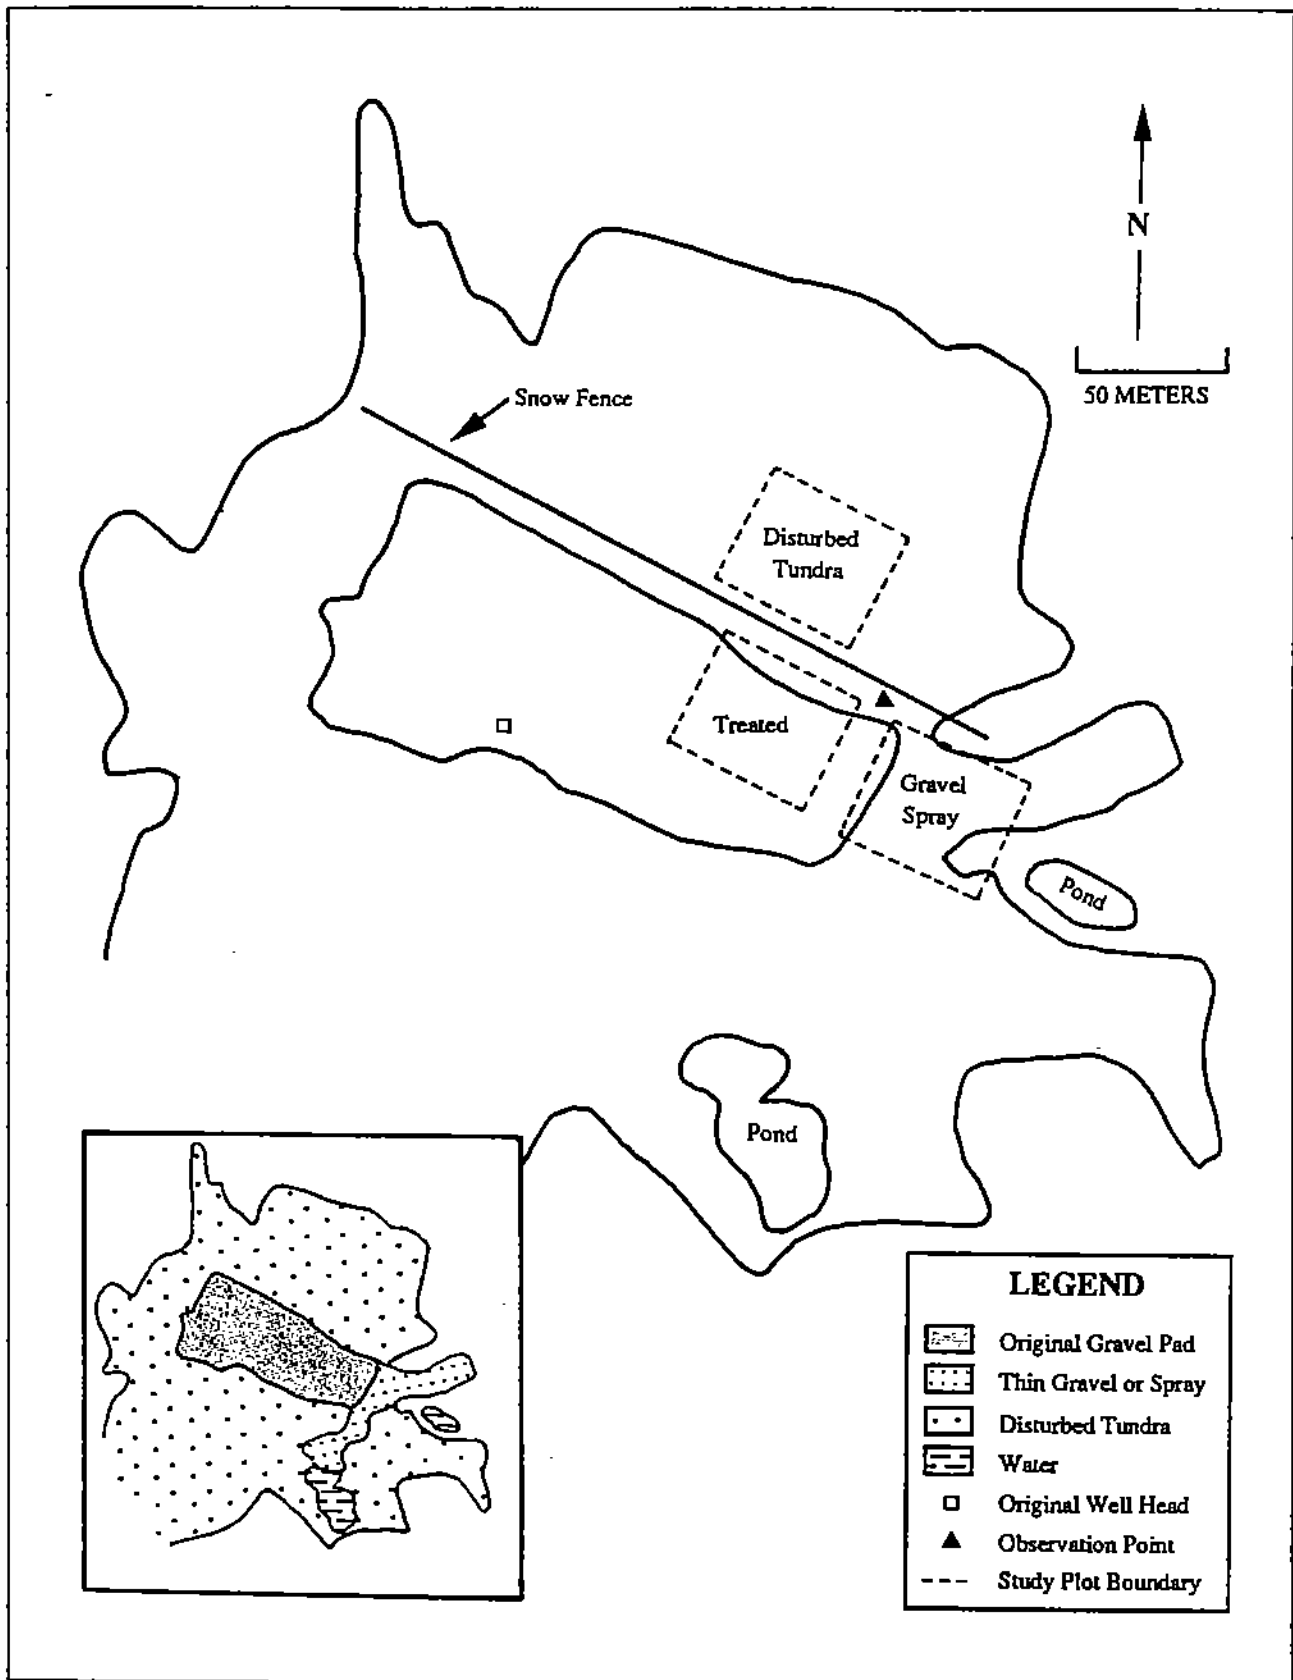 N
50 METERS
Snow Fence
Disturbed
Tundra
Treated
Gravel
Spray
Pond
Pond
LEGEND
Original Gravel Pad
Thin Gravel or Spray
Disturbed Tundra
Water
Original Well Head
Observation Point
Study Plot Boundary